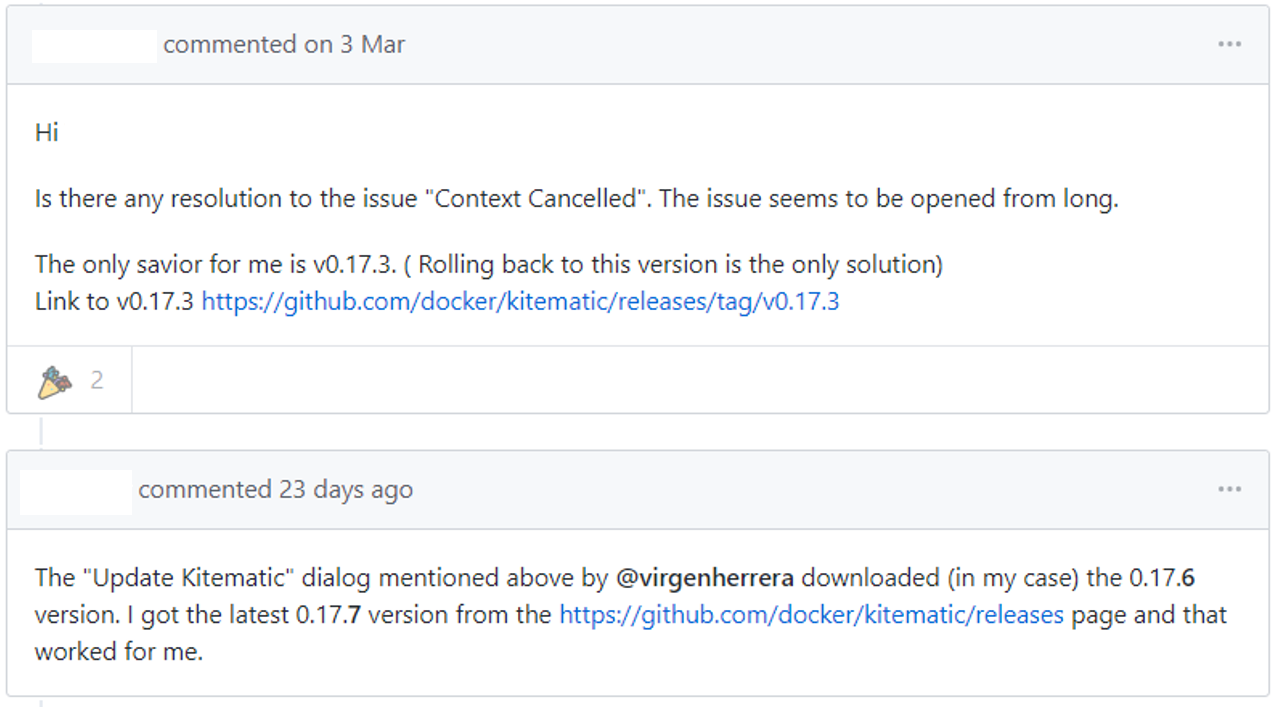 commented on 3 Mar
Hi
Is there any resolution to the issue "Context Cancelled". The issue seems to be opened from long.
The only savior for me is v0.17.3. ( Rolling back to this version is the only solution)
Link to v0.17.3 https://github.com/docker/kitematic/releases/tag/v0.17.3
2
commented 23 days ago
The "Update Kitematic" dialog mentioned above by @virgenherrera downloaded (in my case) the 0.17.6
version. I got the latest 0.17.7 version from the https://github.com/docker/kitematic/releases page and that
worked for me.